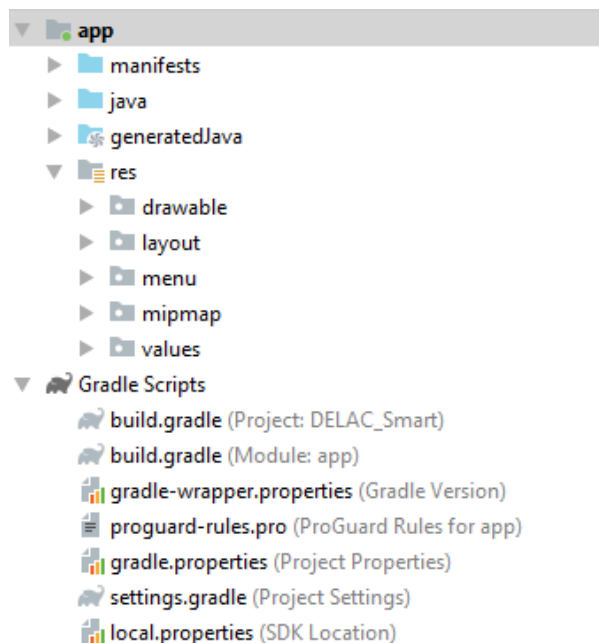 app
manifests
java
generatedJava
res
drawable
layout
menu
mipmap
values
Gradle Scripts
build.gradle (Project: DELAC_Smart)
build.gradle (Module: app)
gradle-wrapper.properties (Gradle Version)
proguard-rules.pro (ProGuard Rules for app)
gradle.properties (Project Properties)
settings.gradle (Project Settings)
local.properties (SDK Location)